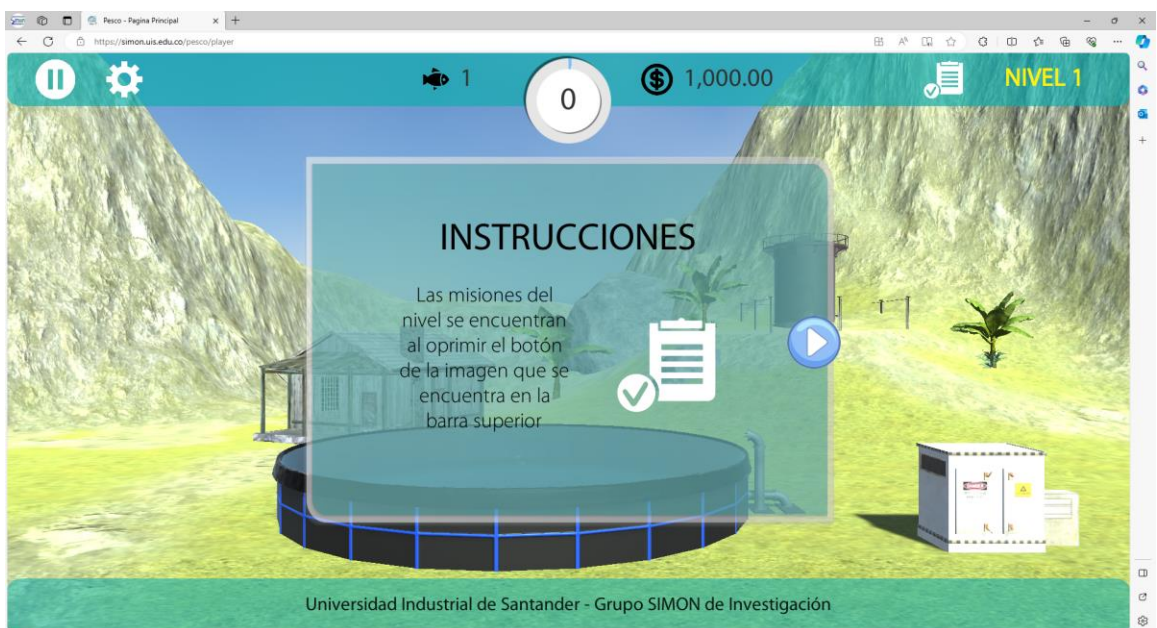 Pesco - Pagina Principal
https://simon.uis.edu.co/pesco/player
1
0
1,000.00
NIVEL 1
INSTRUCCIONES
Las misiones del
nivel se encuentran
al oprimir el botón
de la imagen que se
encuentra en la
barra superior
Universidad Industrial de Santander - Grupo SIMON de Investigación